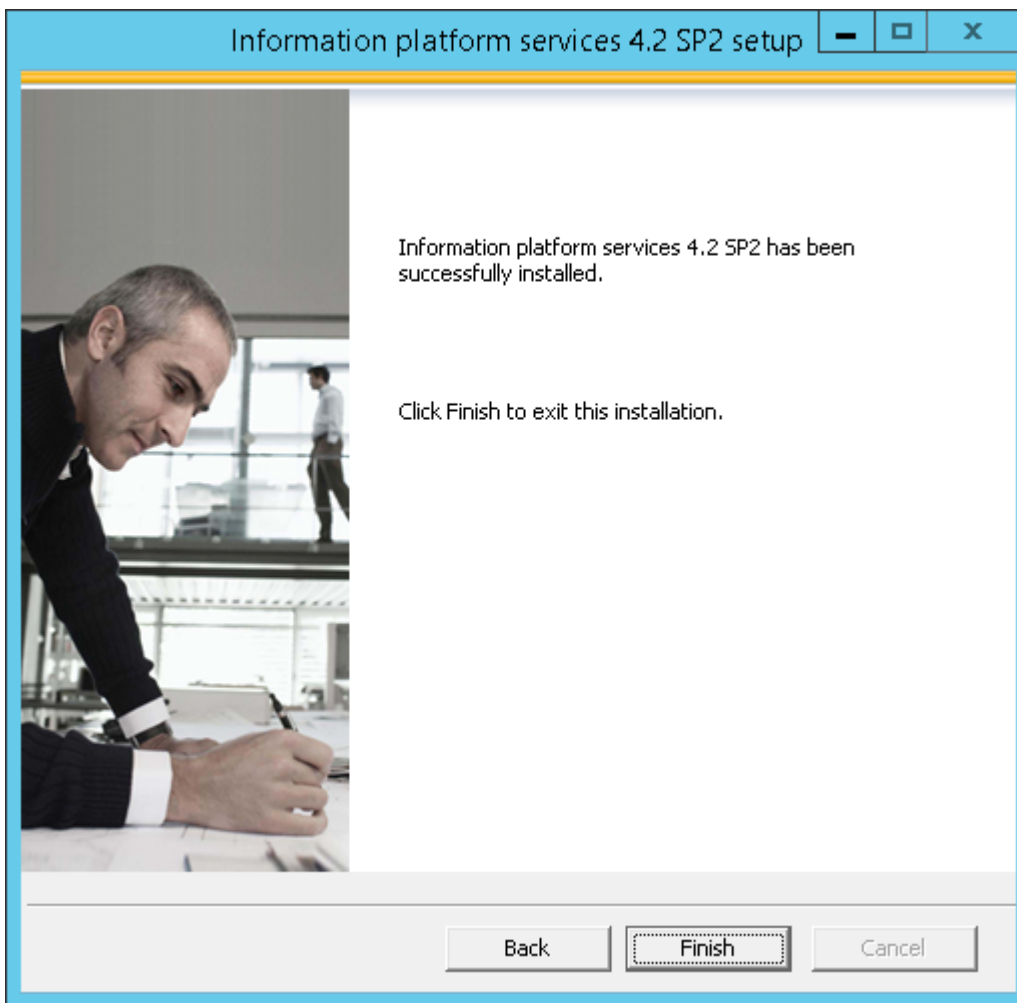 Information platform services 4.2 SP2 setup
Information platform services 4.2 SP2 has been
successfully installed.
Click Finish to exit this installation.
Back
Finish
Cancel